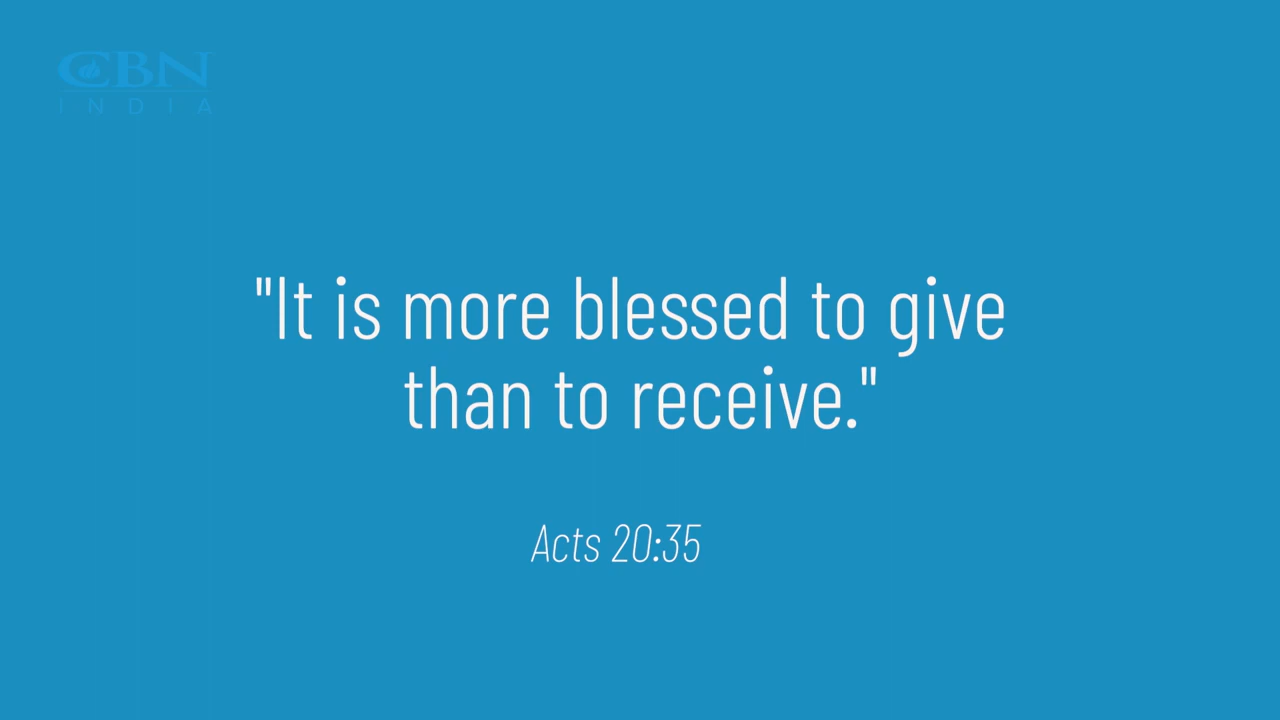 CBN
INDIA
"It is more blessed to give
than to receive."
Acts 20:35